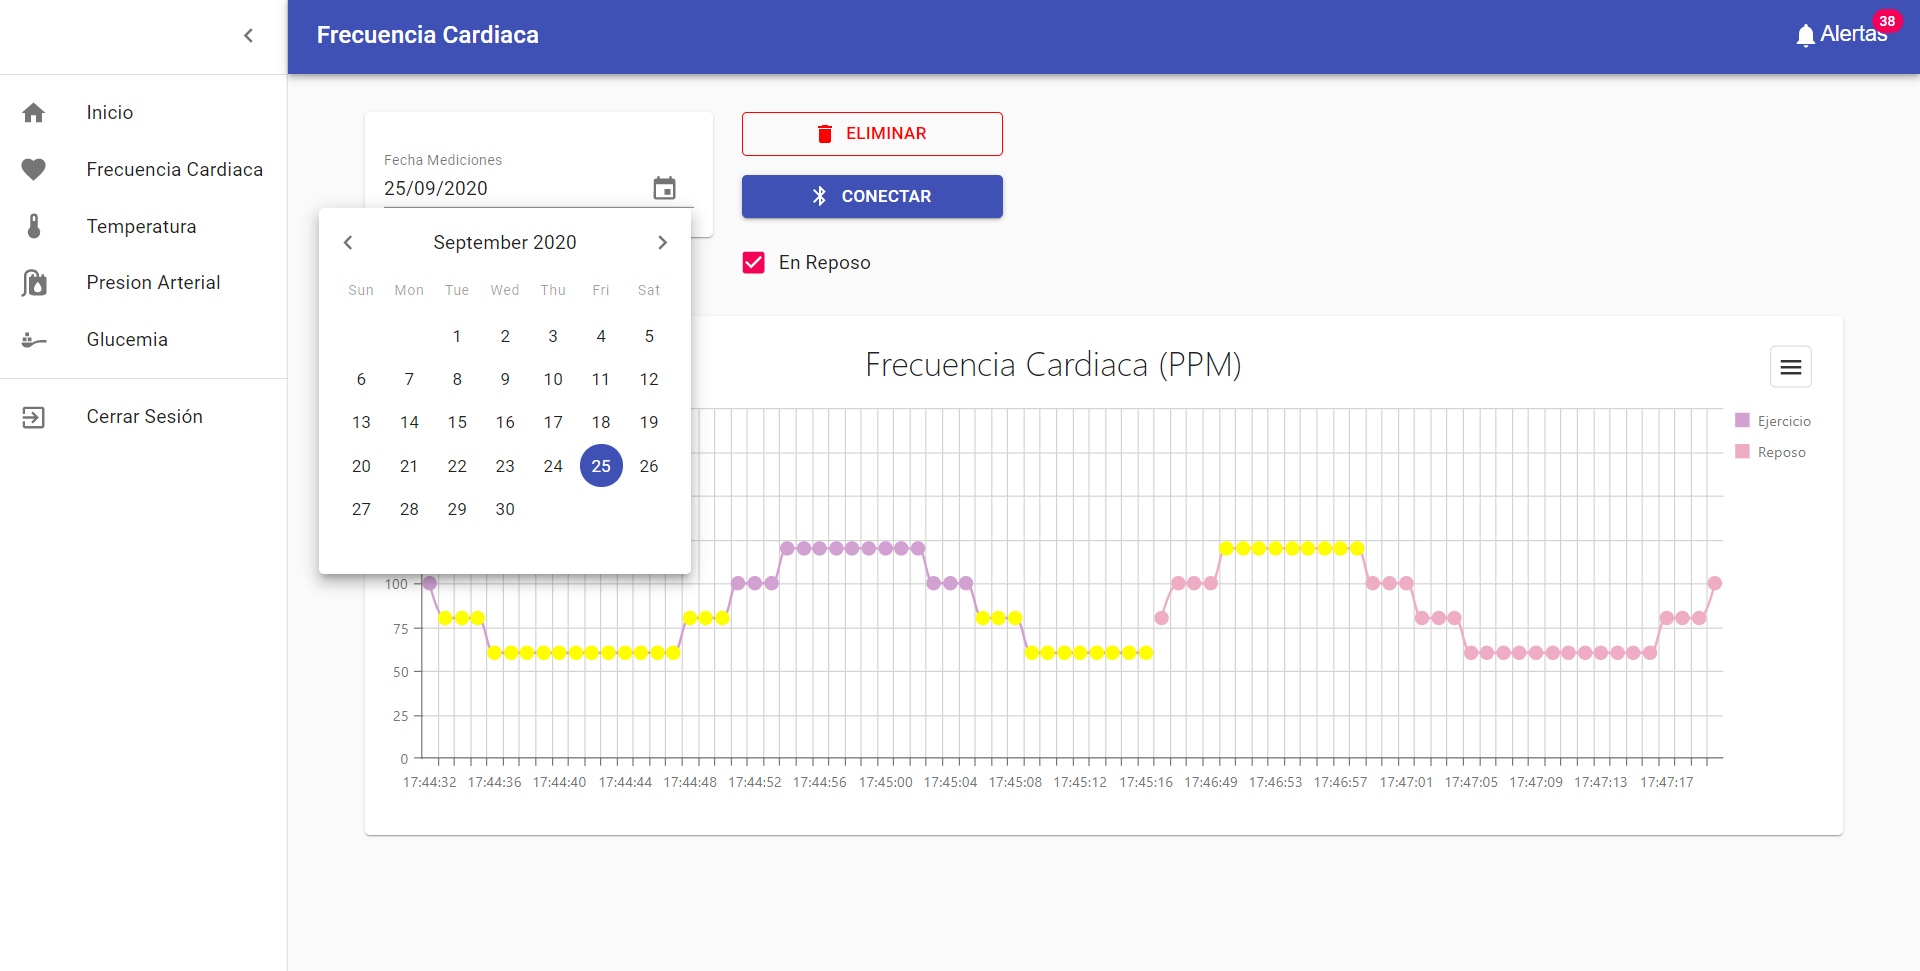 Frecuencia Cardiaca
Alertas
38
Inicio
Frecuencia Cardiaca
Temperatura
Presion Arterial
Glucemia
Cerrar Sesión
Fecha Mediciones
25/09/2020
ELIMINAR
CONECTAR
En Reposo
September 2020
Sun Mon Tue Wed Thu Fri Sat
1 2 3 4 5
6 7 8 9 10 11 12
13 14 15 16 17 18 19
20 21 22 23 24 25 26
27 28 29 30
Frecuencia Cardiaca (PPM)
Ejercicio
Reposo
100
75
50
25
0
17:44:32 17:44:36 17:44:40 17:44:44 17:44:48 17:44:52 17:44:56 17:45:00 17:45:04 17:45:08 17:45:12 17:45:16 17:46:49 17:46:53 17:46:57 17:47:01 17:47:05 17:47:09 17:47:13 17:47:17